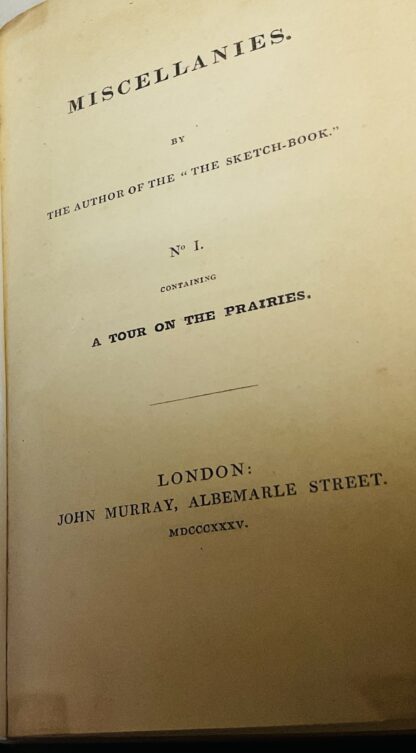 MISCELLANIES.
BY
THE AUTHOR OF THE "THE SKETCH-BOOK."
No I.
CONTAINING
A TOUR ON THE PRAIRIES.
LONDON:
JOHN MURRAY, ALBEMARLE STREET.
MDCCCXXXV.